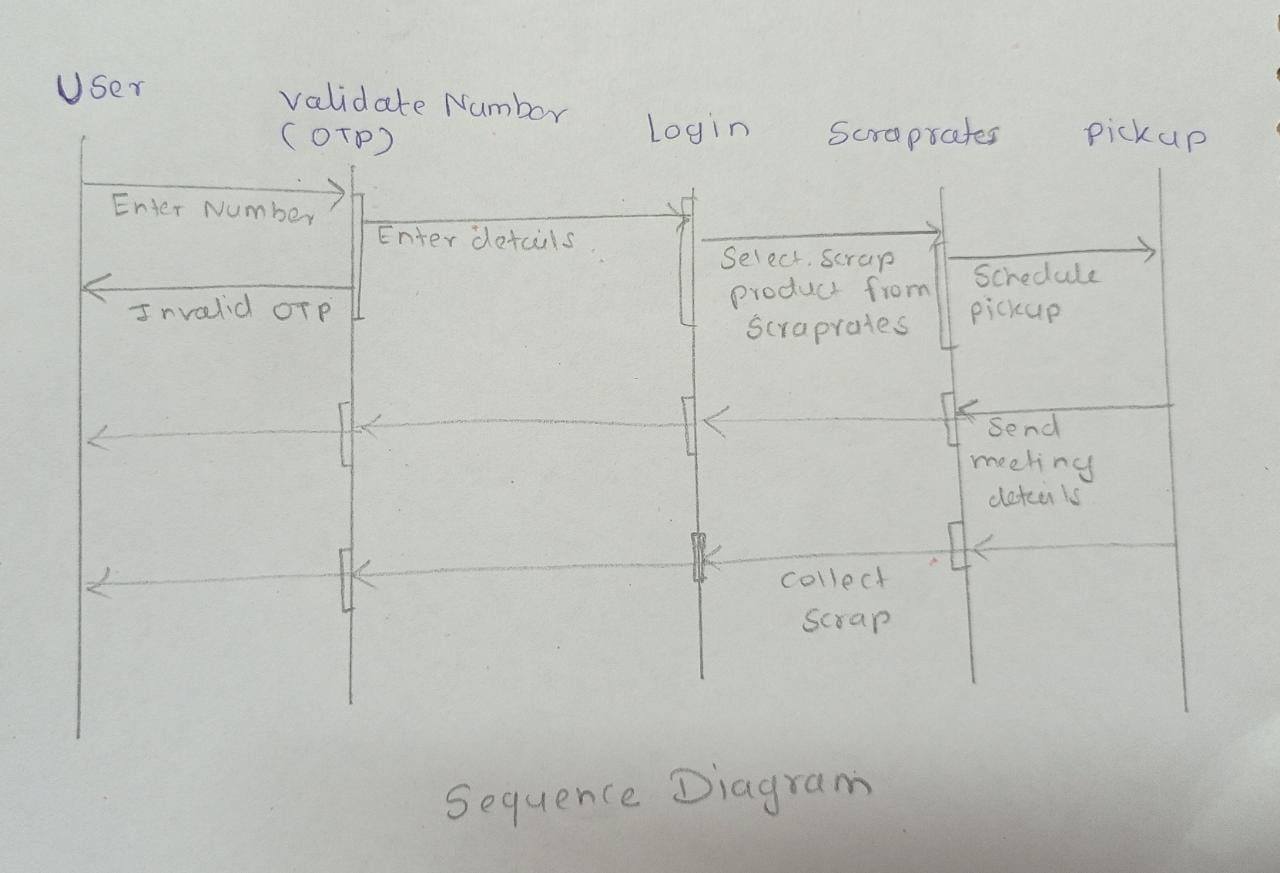 User
Validate Number
(OTP)
Login
Scraprates
Pickup
Enter Number
Enter details.
Select Scrap
product from
Scraprates
Schedule
pickup
Invalid OTP
Send
meeting
details
collect
Scrap
Sequence Diagram